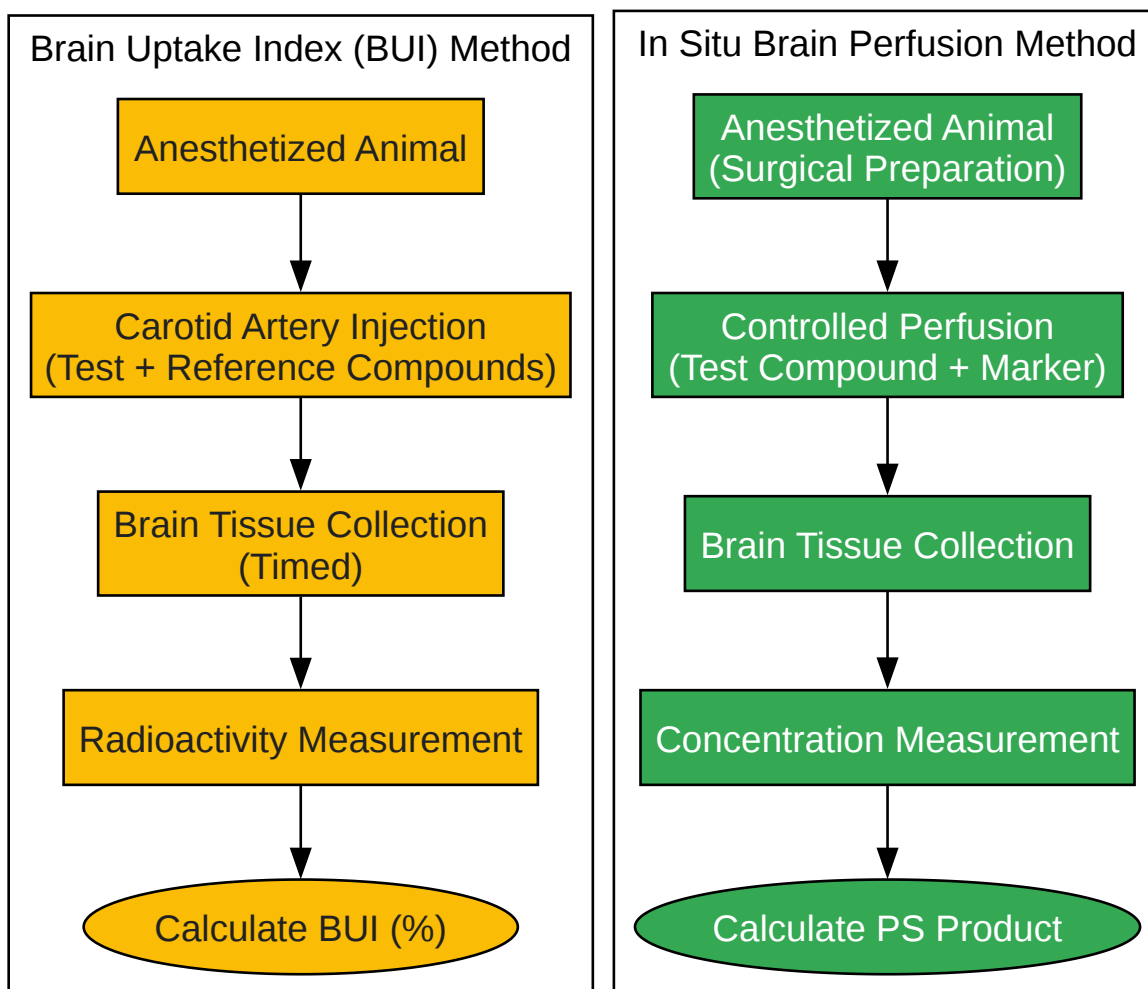 Brain Uptake Index (BUI) Method
Anesthetized Animal
Carotid Artery Injection
(Test + Reference Compounds)
Brain Tissue Collection
(Timed)
Radioactivity Measurement
Calculate BUI (%)
In Situ Brain Perfusion Method
Anesthetized Animal
(Surgical Preparation)
Controlled Perfusion
(Test Compound + Marker)
Brain Tissue Collection
Concentration Measurement
Calculate PS Product